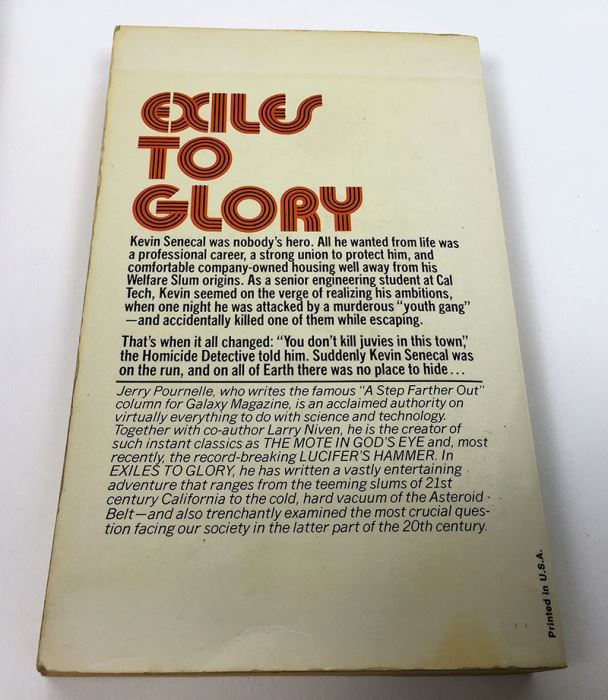 EXILES
TO
GLORY
Kevin Senecal was nobody's hero. All he wanted from life was
a professional career, a strong union to protect him, and
comfortable company-owned housing well away from his
Welfare Slum origins. As a senior engineering student at Cal
Tech, Kevin seemed on the verge of realizing his ambitions,
when one night he was attacked by a murderous "youth gang"
—and accidentally killed one of them while escaping.
That's when it all changed: "You don't kill juvies in this town,"
the Homicide Detective told him. Suddenly Kevin Senecal was
on the run, and on all of Earth there was no place to hide...
Jerry Pournelle, who writes the famous "A Step Farther Out"
column for Galaxy Magazine, is an acclaimed authority on
virtually everything to do with science and technology.
Together with co-author Larry Niven, he is the creator of
such instant classics as THE MOTE IN GOD'S EYE and, most
recently, the record-breaking LUCIFER'S HAMMER. In
EXILES TO GLORY, he has written a vastly entertaining
adventure that ranges from the teeming slums of 21st
century California to the cold, hard vacuum of the Asteroid
Belt—and also trenchantly examined the most crucial ques-
tion facing our society in the latter part of the 20th century.
Printed in U.S.A.